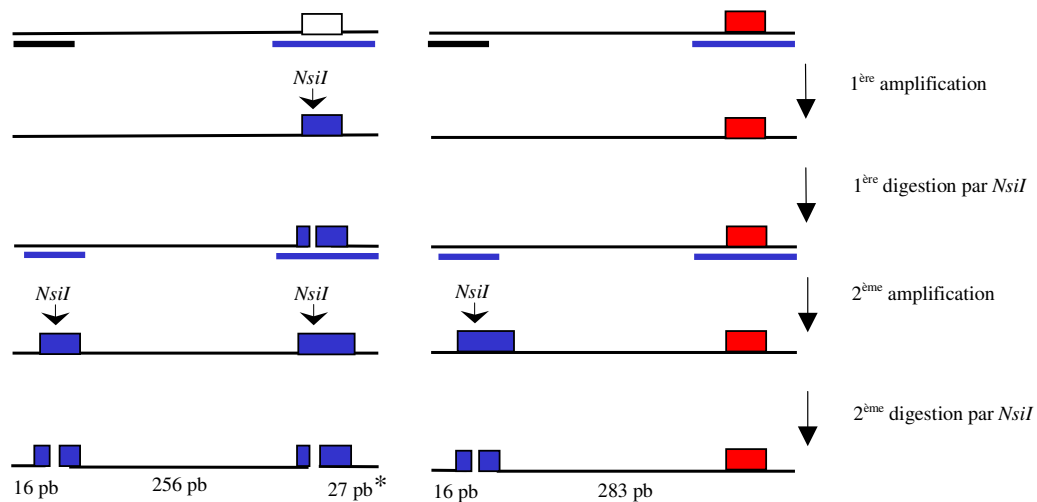 NsiI
1ère amplification
1ère digestion par NsiI
NsiI NsiI NsiI
2ème amplification
2ème digestion par NsiI
16 pb 256 pb 27 pb* 16 pb 283 pb